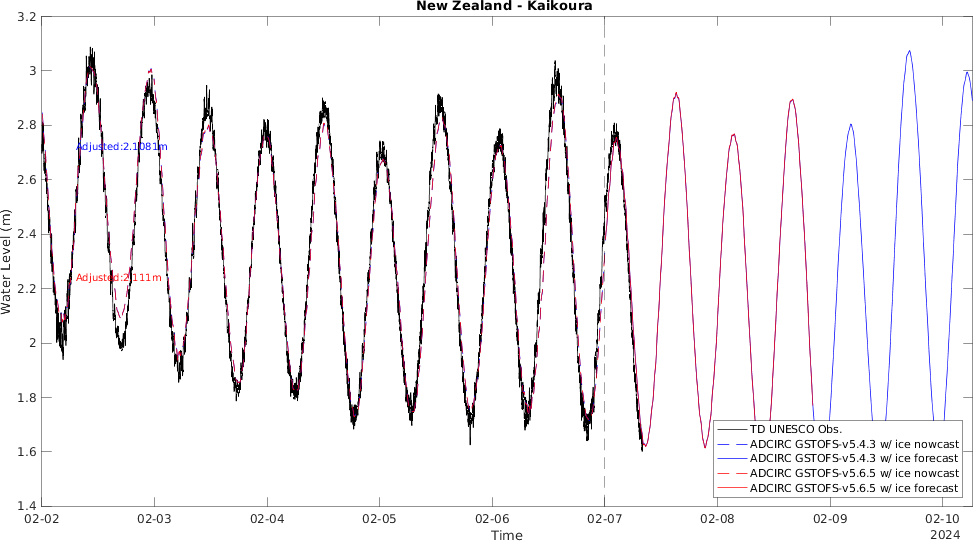 New Zealand - Kaikoura
3.2
3
2.8
2.6
2.4
2.2
2
1.8
1.6
1.4
Water Level (m)
Adjusted:2.1081m
Adjusted:2.111m
TD UNESCO Obs.
ADCIRC GSTOFS-v5.4.3 w/ ice nowcast
ADCIRC GSTOFS-v5.4.3 w/ ice forecast
ADCIRC GSTOFS-v5.6.5 w/ ice nowcast
ADCIRC GSTOFS-v5.6.5 w/ ice forecast
02-02 02-03 02-04 02-05 02-06 02-07 02-08 02-09 02-10
Time
2024